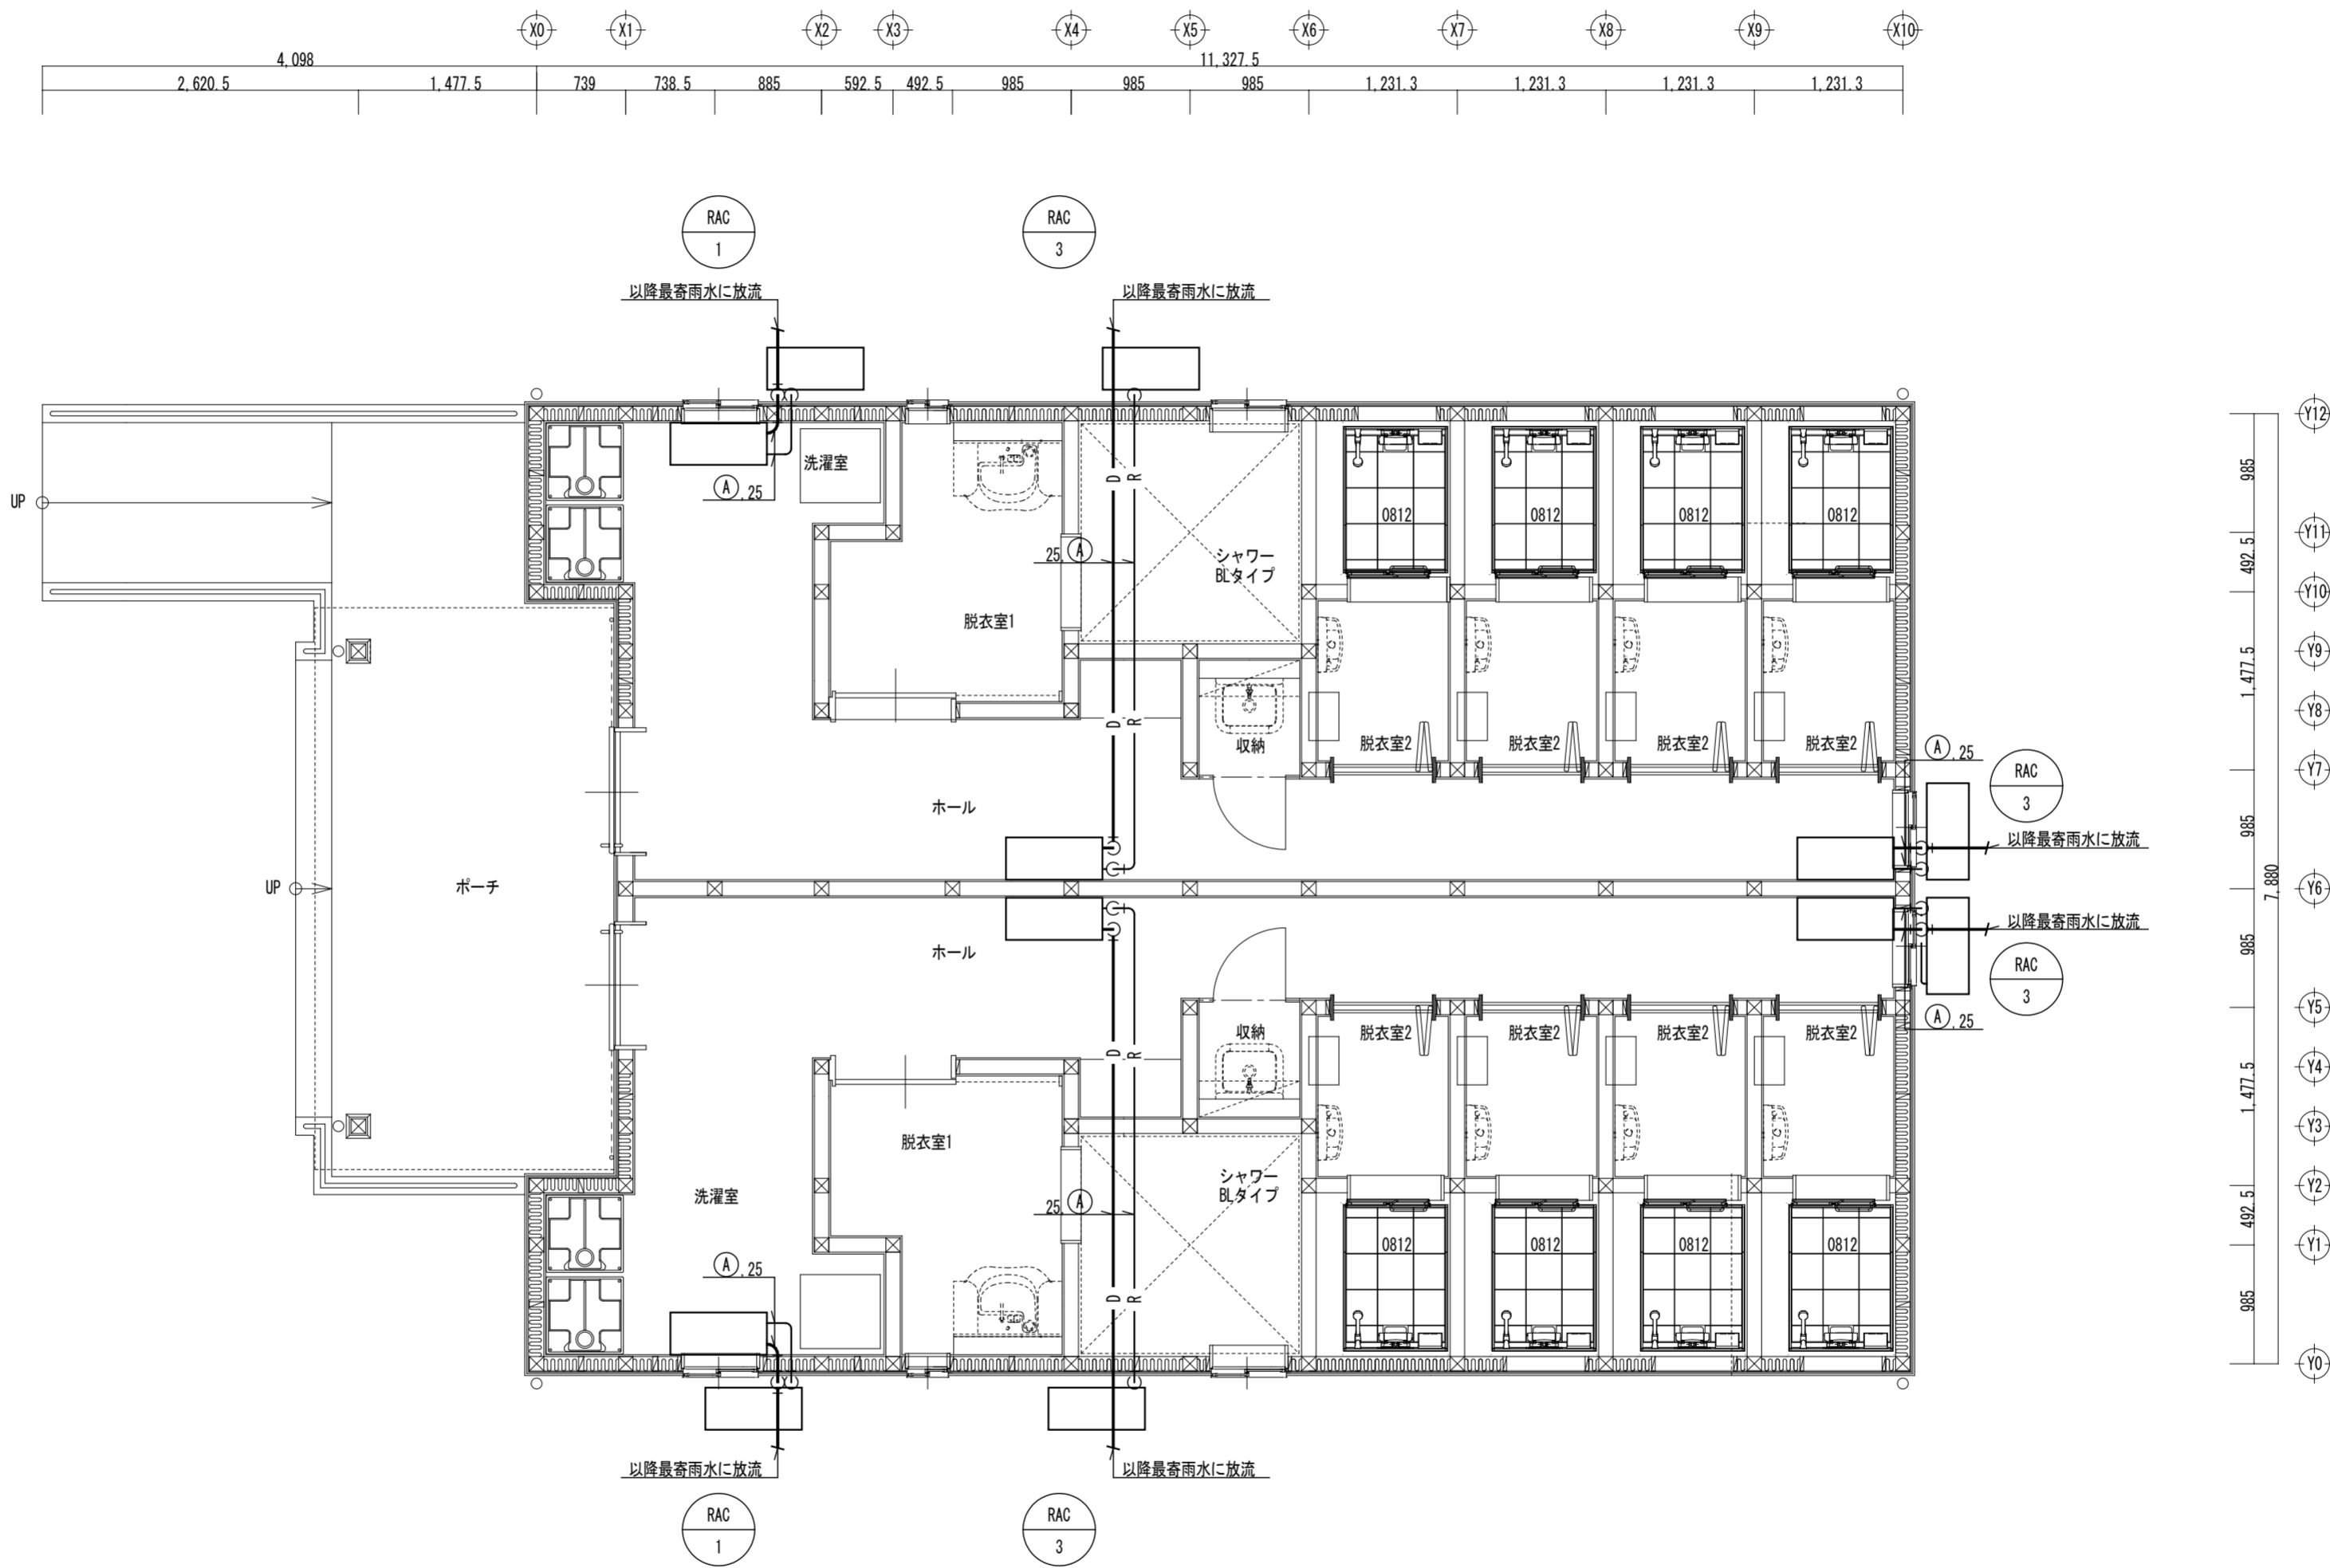 X0 X1 X2 X3 X4 X5 X6 X7 X8 X9 X10
4,098 11,327.5
2,620.5 1,477.5 739 738.5 885 592.5 492.5 985 985 985 1,231.3 1,231.3 1,231.3 1,231.3
RAC
1
RAC
3
以降最寄雨水に放流
以降最寄雨水に放流
Y12
洗濯室
A .25
D R
985
UP
0812 0812 0812 0812
Y11
25. A
シャワー
BLタイプ
492.5
Y10
脱衣室1
Y9
1,477.5
Y8
D R
収納
脱衣室2 脱衣室2 脱衣室2 脱衣室2
A .25
RAC
3
Y7
ホール
985
以降最寄雨水に放流
UP
ポーチ
7,880
Y6
以降最寄雨水に放流
ホール
985
RAC
3
Y5
A .25
収納
脱衣室2 脱衣室2 脱衣室2 脱衣室2
D R
Y4
1,477.5
脱衣室1
Y3
シャワー
BLタイプ
洗濯室
Y2
25. A
492.5
0812 0812 0812 0812
Y1
A .25
D R
985
Y0
以降最寄雨水に放流
以降最寄雨水に放流
RAC
1
RAC
3